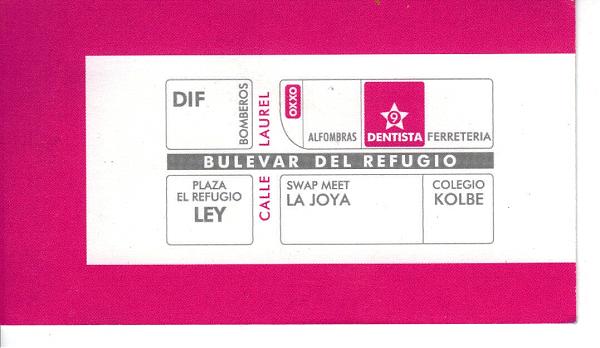 DIF
BOMBEROS
CALLE LAUREL
OXXO
ALFOMBRAS
9
DENTISTA
FERRETERIA
BULEVAR DEL REFUGIO
PLAZA
EL REFUGIO
LEY
SWAP MEET
LA JOYA
COLEGIO
KOLBE